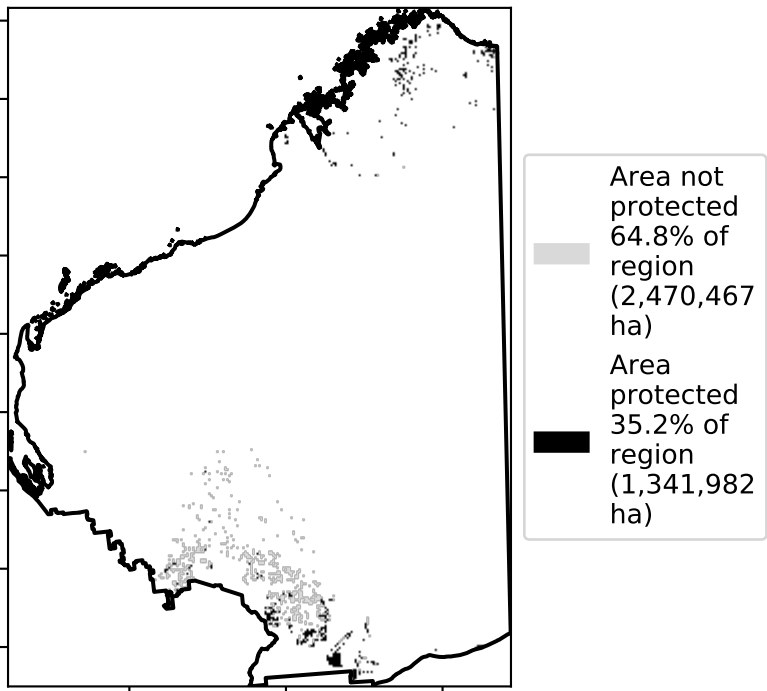 Area not
protected
64.8% of
region
(2,470,467
ha)
Area
protected
35.2% of
region
(1,341,982
ha)